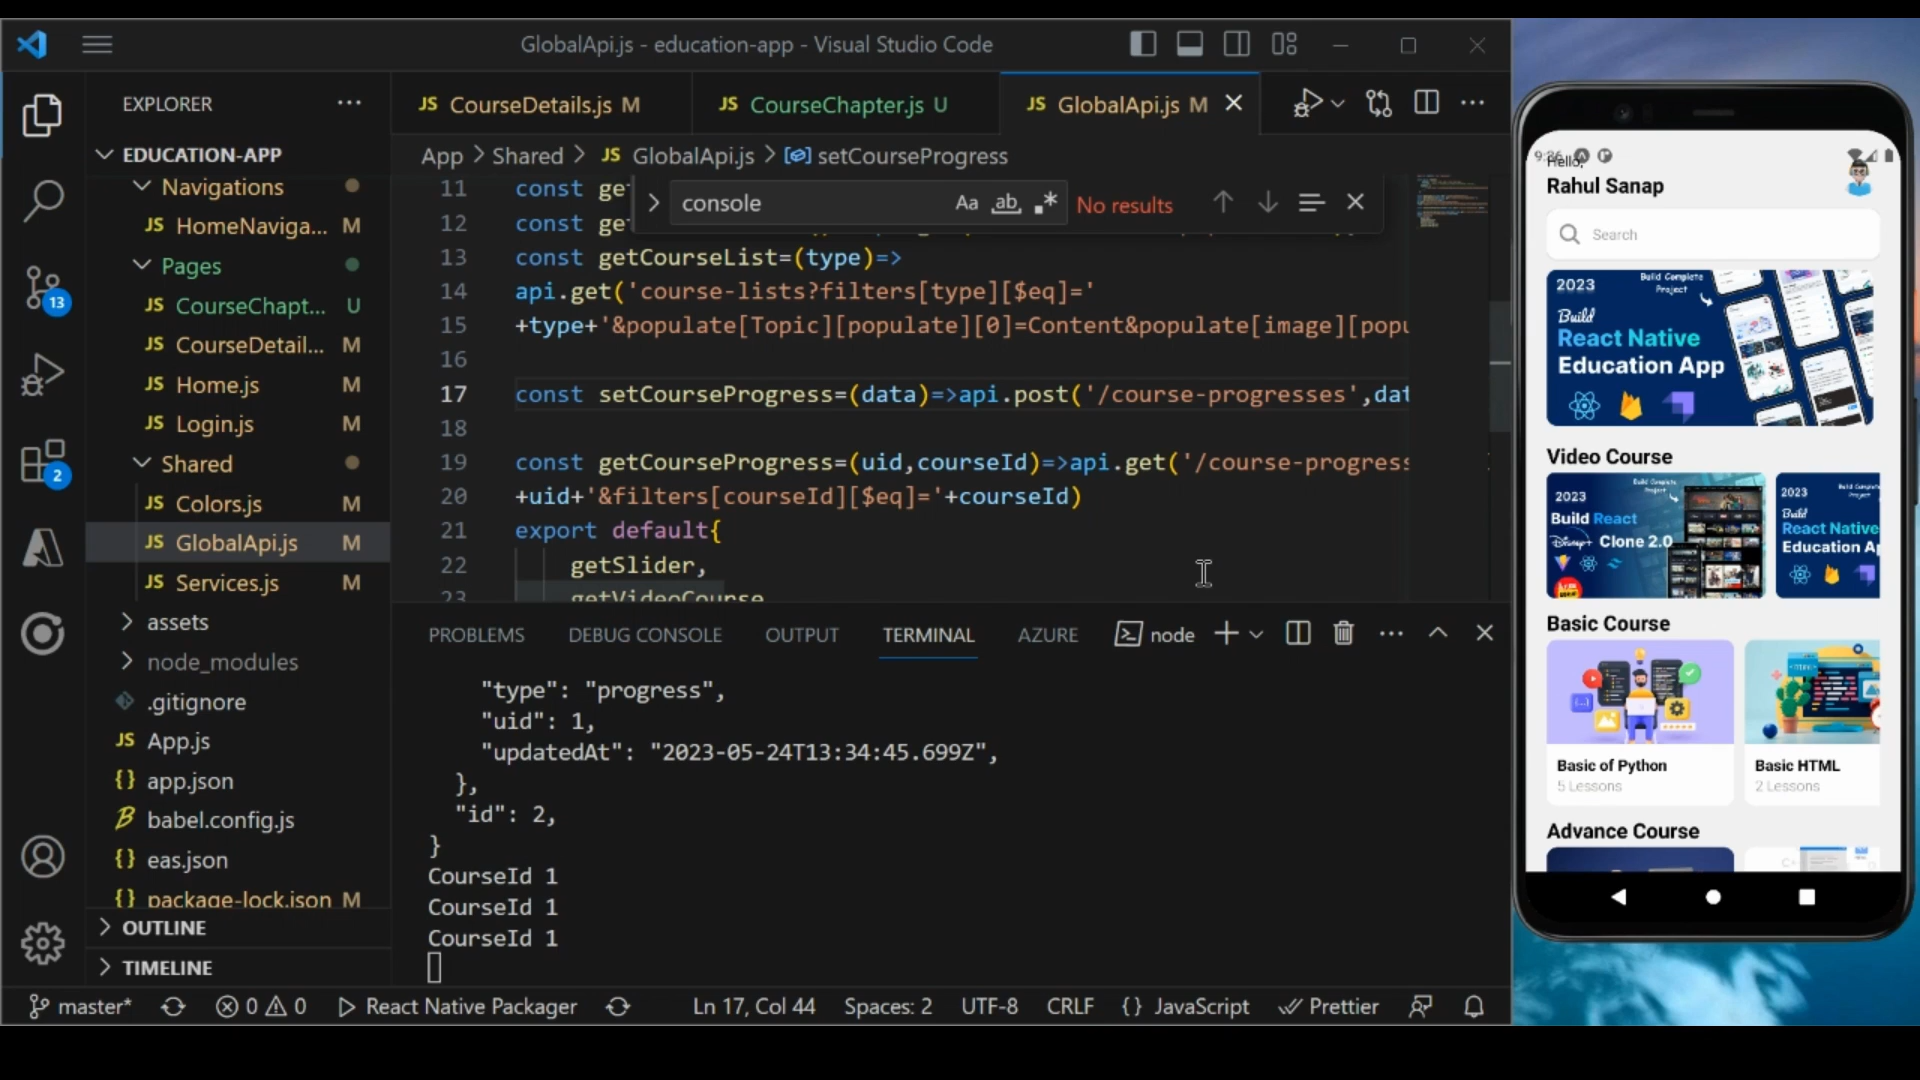 GlobalApi.js - education-app - Visual Studio Code
EXPLORER
EDUCATION-APP
Navigations
JS HomeNaviga... M
Pages
JS CourseChapt... U
JS CourseDetail... M
JS Home.js M
JS Login.js M
Shared
JS Colors.js M
JS GlobalApi.js M
JS Services.js M
assets
node_modules
.gitignore
JS App.js
{} app.json
babel.config.js
{} eas.json
{} package-lock.json M
OUTLINE
TIMELINE
13
2
JS CourseDetails.js M
JS CourseChapter.js U
JS GlobalApi.js M
App > Shared > JS GlobalApi.js > setCourseProgress
console
Aa ab
No results
11 const get
12 const get
13 const getCourseList=(type)=>
14 api.get('course-lists?filters[type][$eq]='
15 +type+'&populate[Topic][populate][0]=Content&populate[image][popu
16
17 const setCourseProgress=(data)=>api.post('/course-progresses',dat
18
19 const getCourseProgress=(uid,courseId)=>api.get('/course-progress
20 +uid+'&filters[courseId][$eq]='+courseId)
21 export default{
22 getSlider,
23 getVideoCourse
PROBLEMS DEBUG CONSOLE OUTPUT TERMINAL AZURE node
"type": "progress",
"uid": 1,
"updatedAt": "2023-05-24T13:34:45.699Z",
},
"id": 2,
}
CourseId 1
CourseId 1
CourseId 1
master* 0 0 React Native Packager Ln 17, Col 44 Spaces: 2 UTF-8 CRLF {} JavaScript Prettier
Hello,
Rahul Sanap
Search
2023
Build Complete
Project
Build
React Native
Education App
Video Course
2023
Build React
Disney+ Clone 2.0
2023
Build
React Native
Education A
Basic Course
Basic of Python
5 Lessons
Basic HTML
2 Lessons
Advance Course